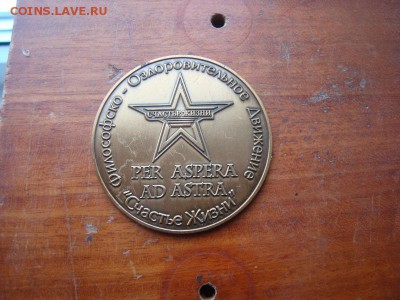 COINS.LAVE.RU
Философско - Оздоровительное Движение
СЧАСТЬЕ ЖИЗНИ
PER ASPERA
AD ASTRA
"Счастье Жизни"